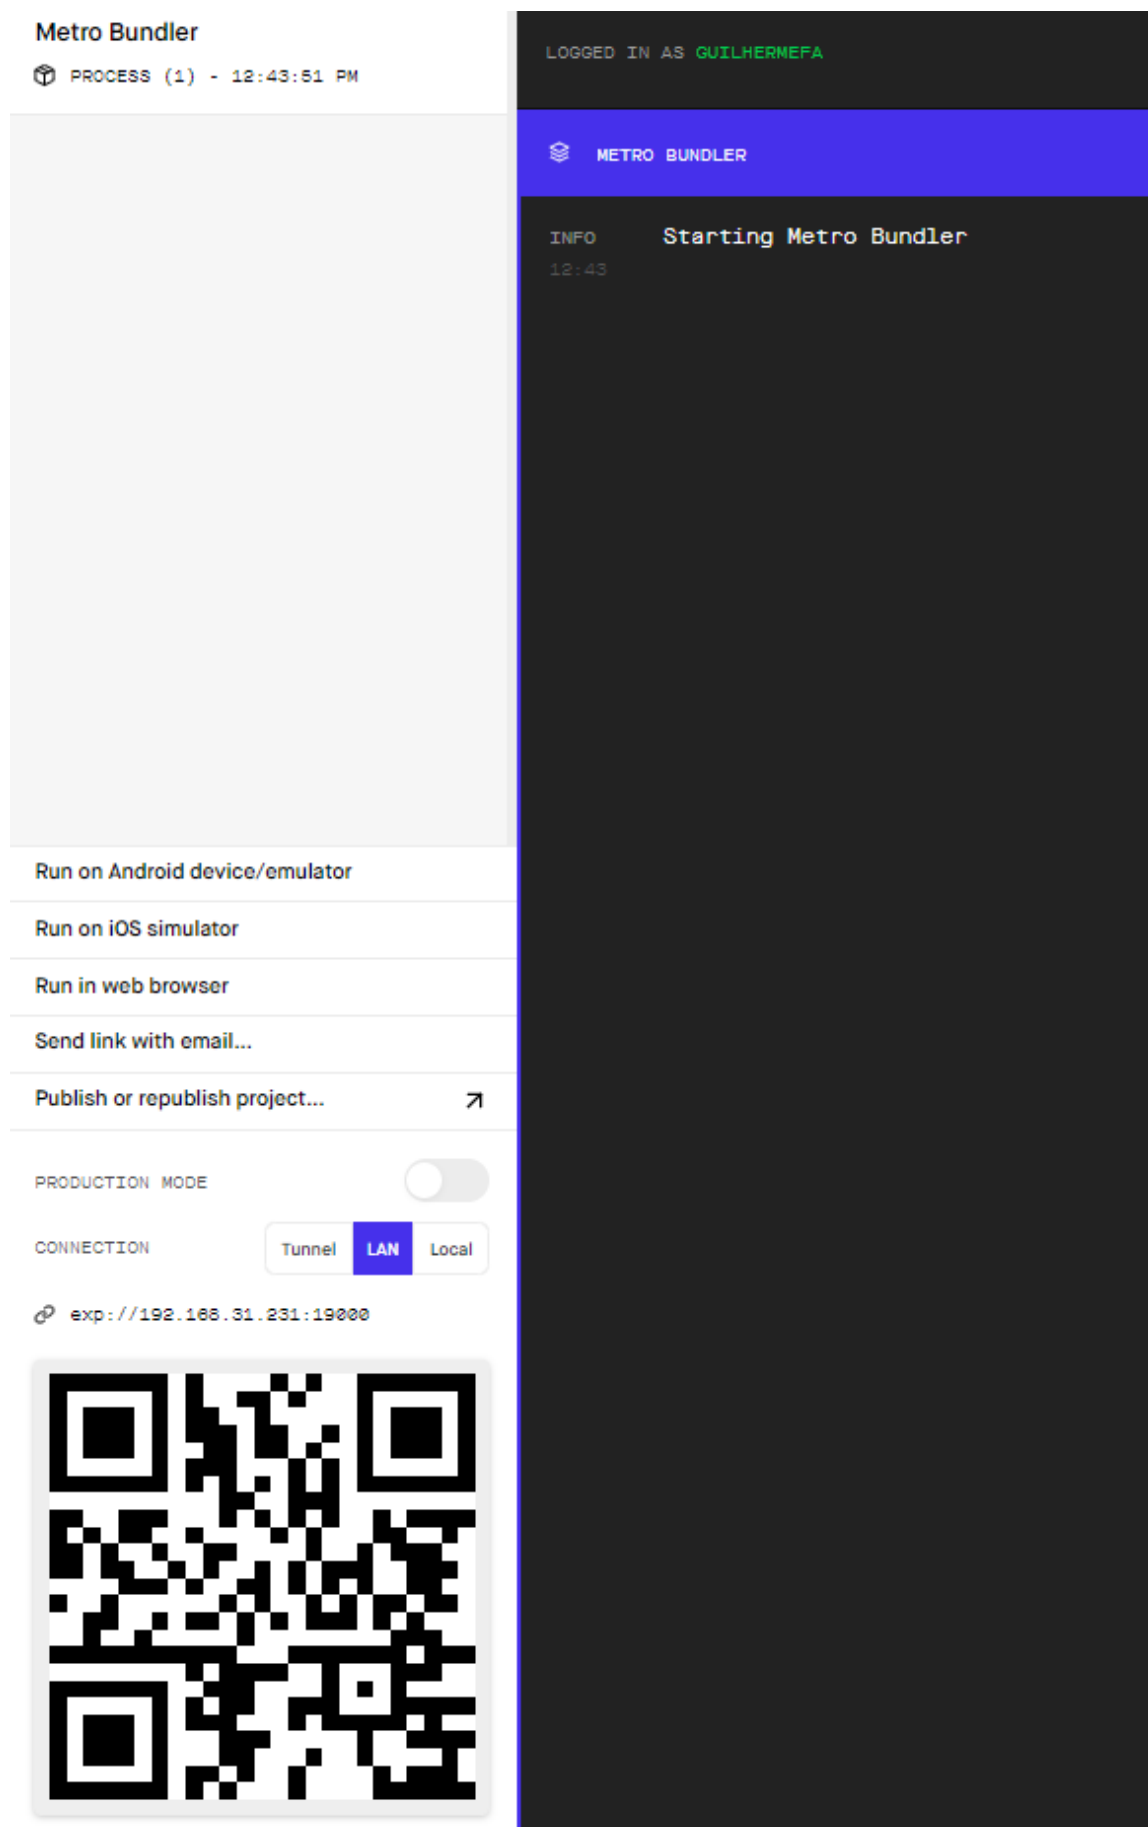 Metro Bundler
PROCESS (1) - 12:43:51 PM
LOGGED IN AS GUILHERMEFA
METRO BUNDLER
INFO Starting Metro Bundler
12:43
Run on Android device/emulator
Run on iOS simulator
Run in web browser
Send link with email...
Publish or republish project...
PRODUCTION MODE
CONNECTION Tunnel LAN Local
exp://192.168.31.231:19000